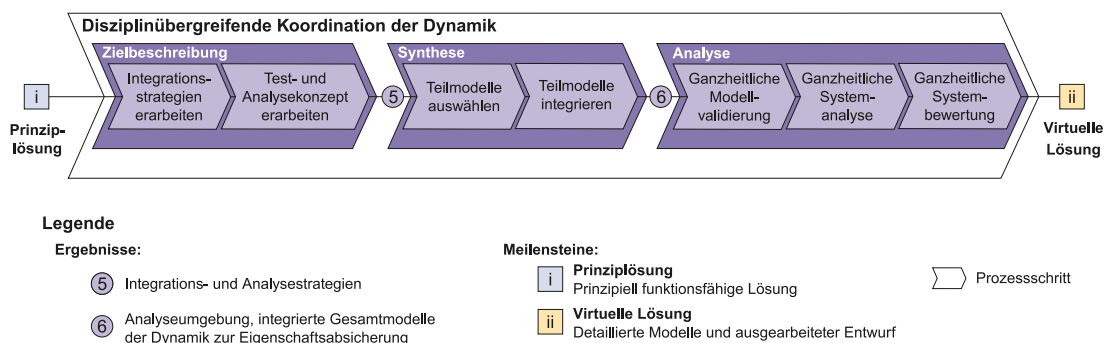 Disziplinübergreifende Koordination der Dynamik
Zielbeschreibung
Integrations-
strategien
erarbeiten
Test- und
Analysekonzept
erarbeiten
Synthese
Teilmodelle
auswählen
Teilmodelle
integrieren
Analyse
Ganzheitliche
Modell-
validierung
Ganzheitliche
System-
analyse
Ganzheitliche
System-
bewertung
i
Prinzip-
lösung
5
6
ii
Virtuelle
Lösung
Legende
Ergebnisse:
5 Integrations- und Analysestrategien
6 Analyseumgebung, integrierte Gesamtmodelle
der Dynamik zur Eigenschaftsabsicherung
Meilensteine:
i Prinziplösung
Prinzipiell funktionsfähige Lösung
ii Virtuelle Lösung
Detaillierte Modelle und ausgearbeiteter Entwurf
Prozessschritt